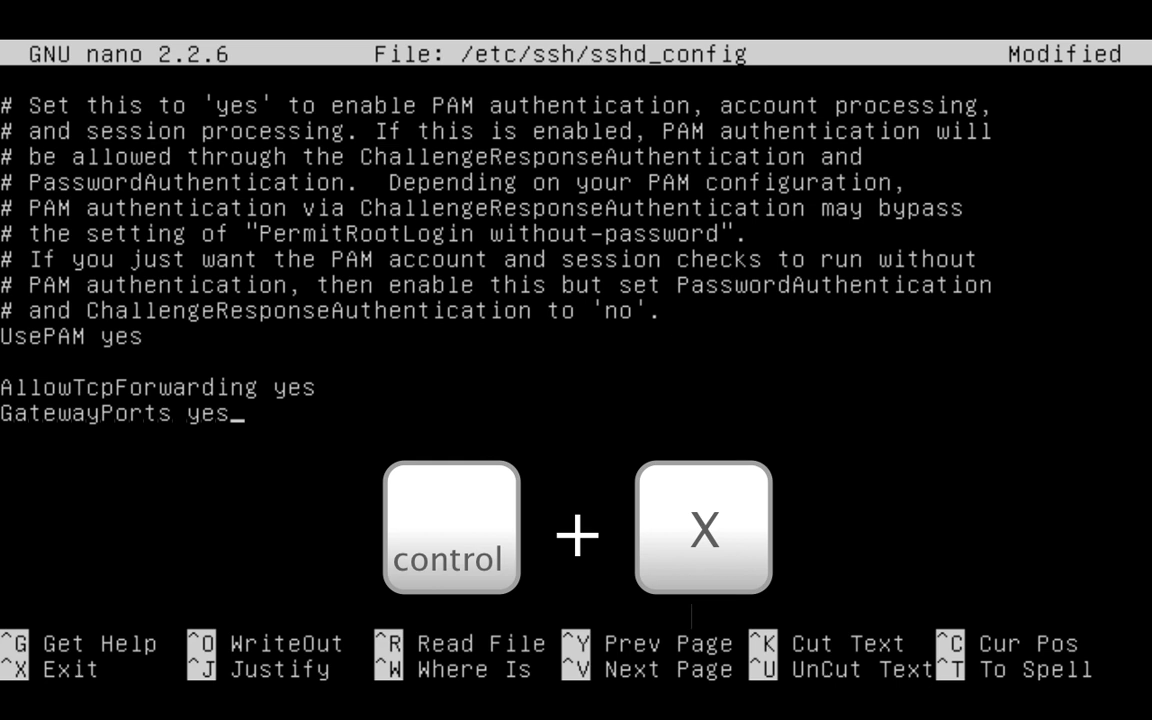 GNU nano 2.2.6 File: /etc/ssh/sshd_config Modified
# Set this to 'yes' to enable PAM authentication, account processing,
# and session processing. If this is enabled, PAM authentication will
# be allowed through the ChallengeResponseAuthentication and
# PasswordAuthentication.  Depending on your PAM configuration,
# PAM authentication via ChallengeResponseAuthentication may bypass
# the setting of "PermitRootLogin without-password".
# If you just want the PAM account and session checks to run without
# PAM authentication, then enable this but set PasswordAuthentication
# and ChallengeResponseAuthentication to 'no'.
UsePAM yes
AllowTcpForwarding yes
GatewayPorts yes_
control + X
^G Get Help ^O WriteOut ^R Read File ^Y Prev Page ^K Cut Text ^C Cur Pos
^X Exit ^J Justify ^W Where Is ^V Next Page ^U UnCut Text ^T To Spell